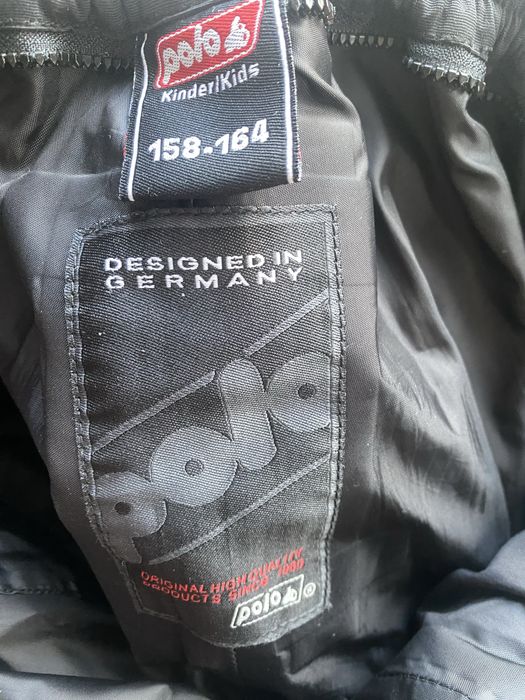 polo
Kinder/Kids
158-164
DESIGNED IN
GERMANY
polo
ORIGINAL HIGH QUALITY
PRODUCTS SINCE 1980
polo®